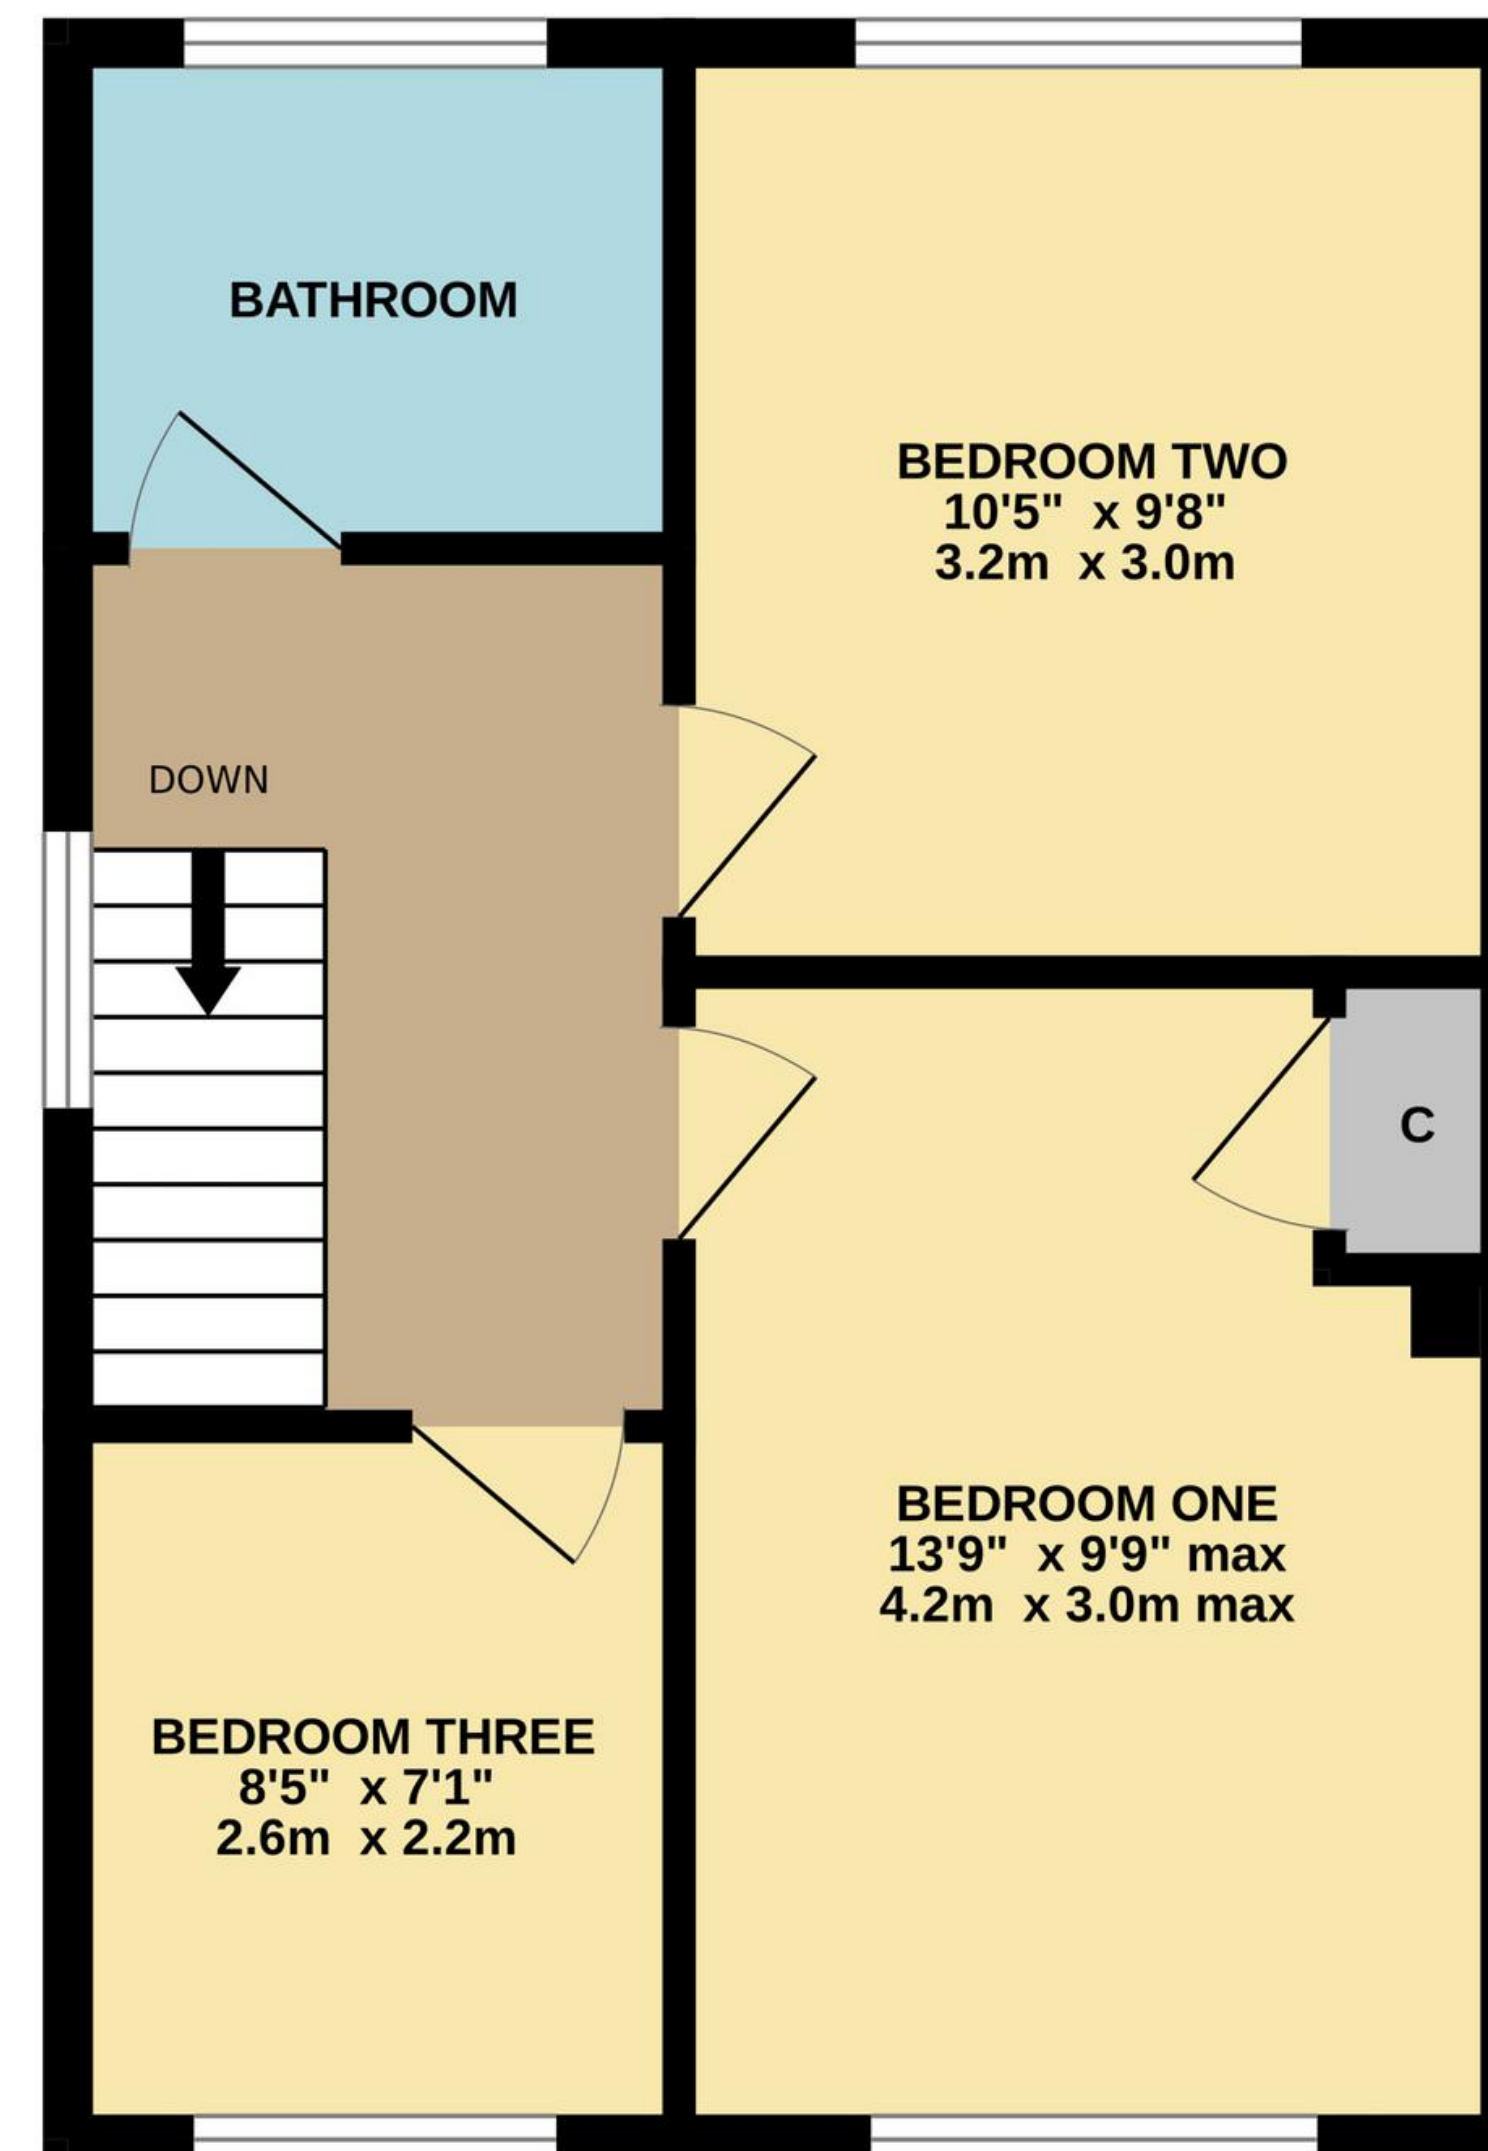 BATHROOM
BEDROOM TWO
10'5"  x 9'8"
3.2m  x 3.0m
DOWN
C
BEDROOM ONE
13'9"  x 9'9" max
4.2m  x 3.0m max
BEDROOM THREE
8'5"  x 7'1"
2.6m  x 2.2m